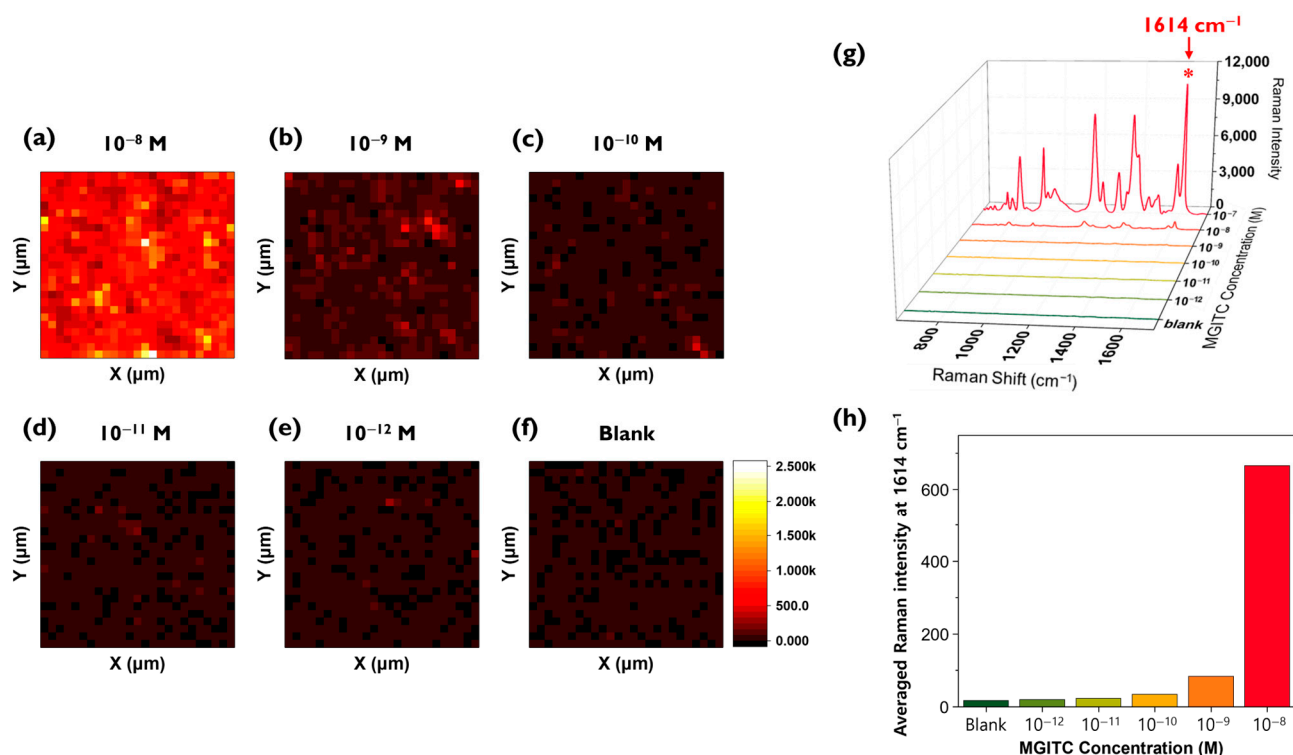 (a) 10⁻⁸ M
(b) 10⁻⁹ M
(c) 10⁻¹⁰ M
Y (μm)
X (μm)
Y (μm)
X (μm)
Y (μm)
X (μm)
(d) 10⁻¹¹ M
(e) 10⁻¹² M
(f) Blank
Y (μm)
X (μm)
Y (μm)
X (μm)
Y (μm)
X (μm)
2.500k
2.000k
1.500k
1.000k
500.0
0.000
(g)
1614 cm⁻¹
*
12,000
9,000
6,000
3,000
0
Raman Intensity
10⁻⁷
10⁻⁸
10⁻⁹
10⁻¹⁰
10⁻¹¹
10⁻¹²
blank
MGITC Concentration (M)
800
1000
1200
1400
1600
Raman Shift (cm⁻¹)
(h)
Averaged Raman intensity at 1614 cm⁻¹
600
400
200
0
Blank 10⁻¹² 10⁻¹¹ 10⁻¹⁰ 10⁻⁹ 10⁻⁸
MGITC Concentration (M)